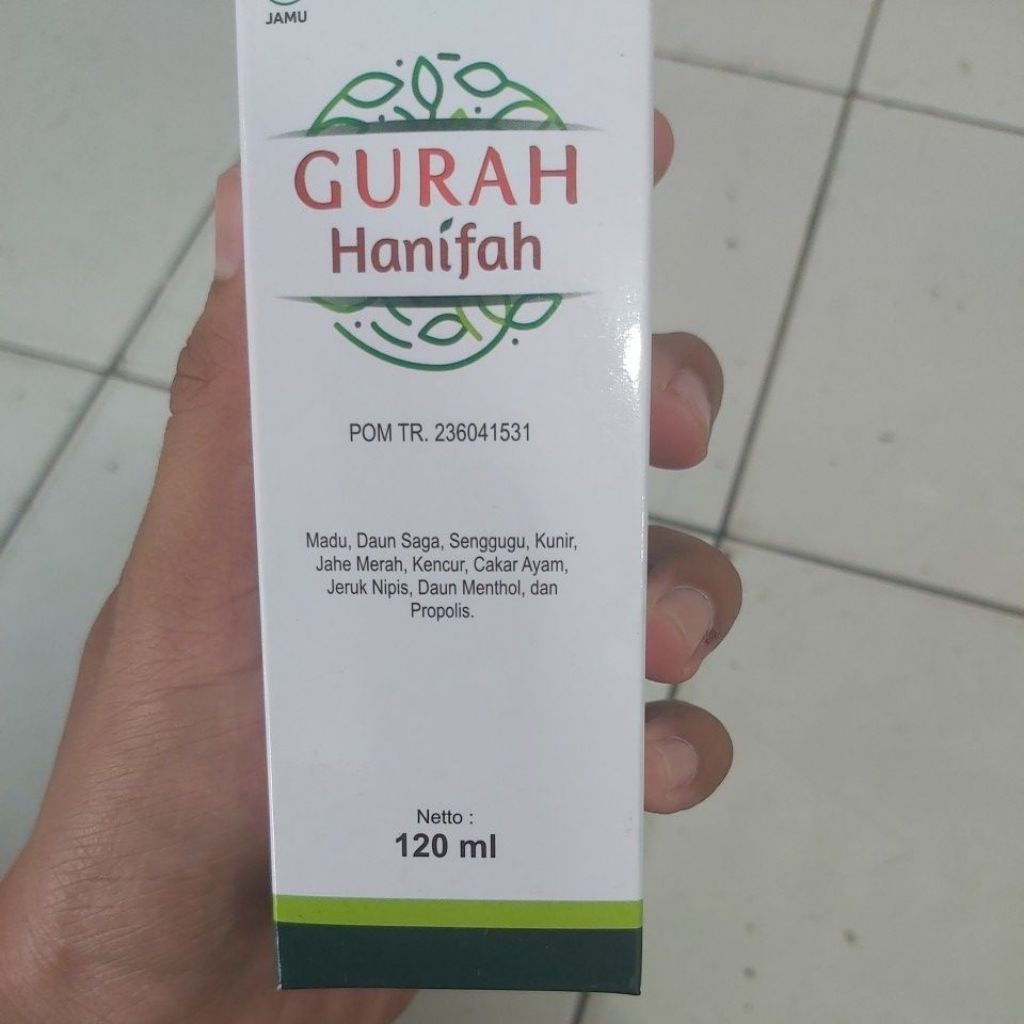 JAMU
GURAH
Hanifah
POM TR. 236041531
Madu, Daun Saga, Senggugu, Kunir,
Jahe Merah, Kencur, Cakar Ayam,
Jeruk Nipis, Daun Menthol, dan
Propolis.
Netto :
120 ml